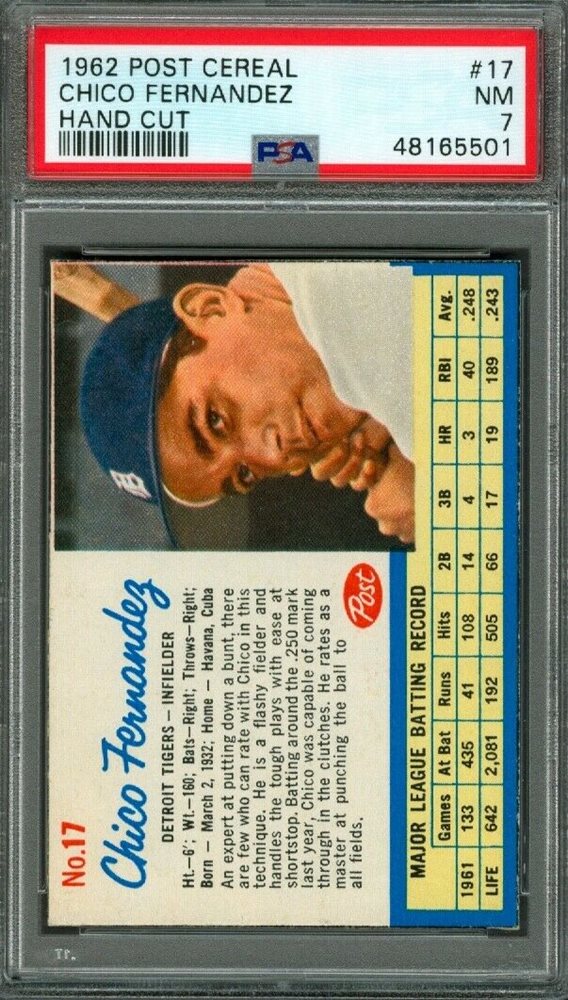 1962 POST CEREAL #17
CHICO FERNANDEZ NM
HAND CUT 7
PSA 48165501
No.17
Chico Fernandez
DETROIT TIGERS — INFIELDER
Ht.—6'; Wt.—160; Bats—Right; Throws—Right;
Born — March 2, 1932; Home — Havana, Cuba
An expert at putting down a bunt, there
are few who can rate with Chico in this
technique. He is a flashy fielder and
handles the tough plays with ease at
shortstop. Batting around the .250 mark
last year, Chico was capable of coming
through in the clutches. He rates as a
master at punching the ball to
all fields.
Post
B
MAJOR LEAGUE BATTING RECORD
Games At Bat Runs Hits 2B 3B HR RBI Avg.
1961 133 435 41 108 14 4 3 40 .248
LIFE 642 2,081 192 505 66 17 19 189 .243